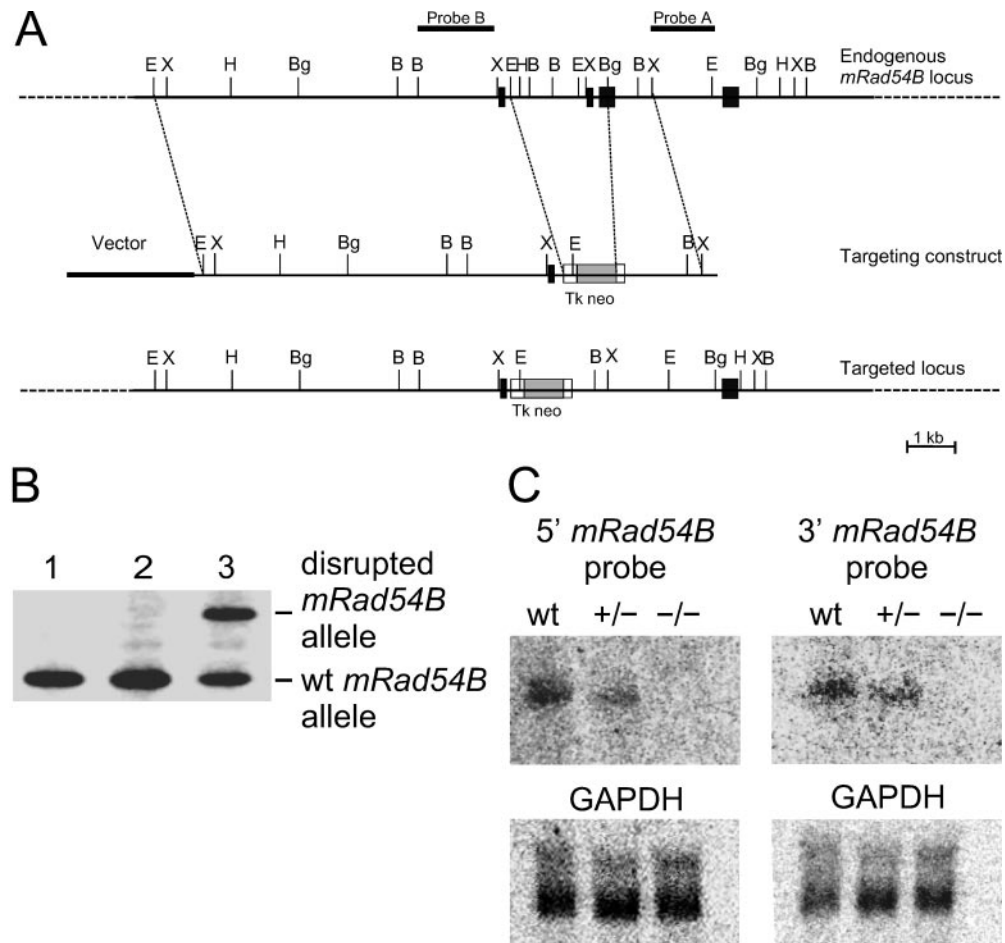 A
Probe B Probe A
E X H Bg B B X E H B B E X Bg B X E Bg H X B
Endogenous
mRad54B locus
Vector
E X H Bg B B X E B X
Targeting construct
Tk neo
E X H Bg B B X E B X E Bg H X B
Targeted locus
Tk neo
1 kb
B
1 2 3
disrupted
mRad54B
allele
wt mRad54B
allele
C
5’ mRad54B
probe
wt +/– –/–
GAPDH
3’ mRad54B
probe
wt +/– –/–
GAPDH